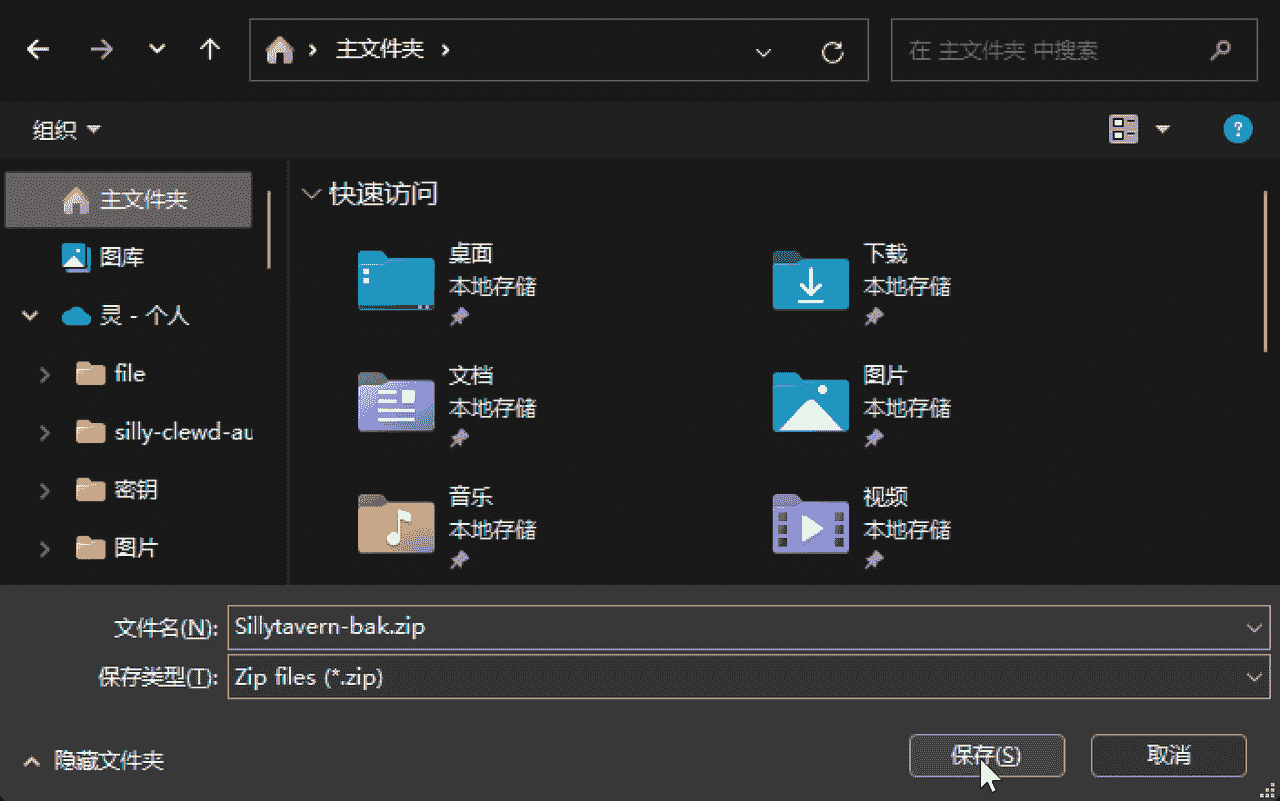 主文件夹
在 主文件夹 中搜索
组织
?
主文件夹
图库
灵 - 个人
file
silly-clewd-au
密钥
图片
快速访问
桌面
本地存储
下载
本地存储
文档
本地存储
图片
本地存储
音乐
本地存储
视频
本地存储
文件名(N):
Sillytavern-bak.zip
保存类型(T):
Zip files (*.zip)
隐藏文件夹
保存(S)
取消